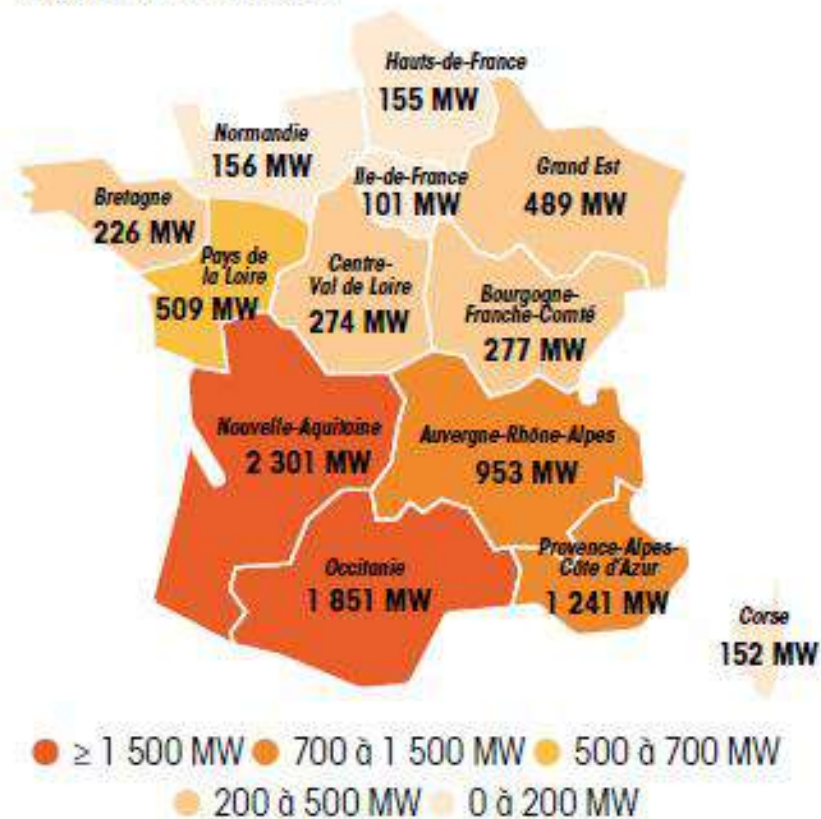 Hauts-de-France
155 MW
Normandie
156 MW
Ile-de-France
101 MW
Grand Est
489 MW
Bretagne
226 MW
Pays de
la Loire
509 MW
Centre-
Val de Loire
274 MW
Bourgogne-
Franche-Comté
277 MW
Nouvelle-Aquitaine
2 301 MW
Auvergne-Rhône-Alpes
953 MW
Occitanie
1 851 MW
Provence-Alpes-
Côte d'Azur
1 241 MW
Corse
152 MW
≥ 1 500 MW 700 à 1 500 MW 500 à 700 MW
200 à 500 MW 0 à 200 MW